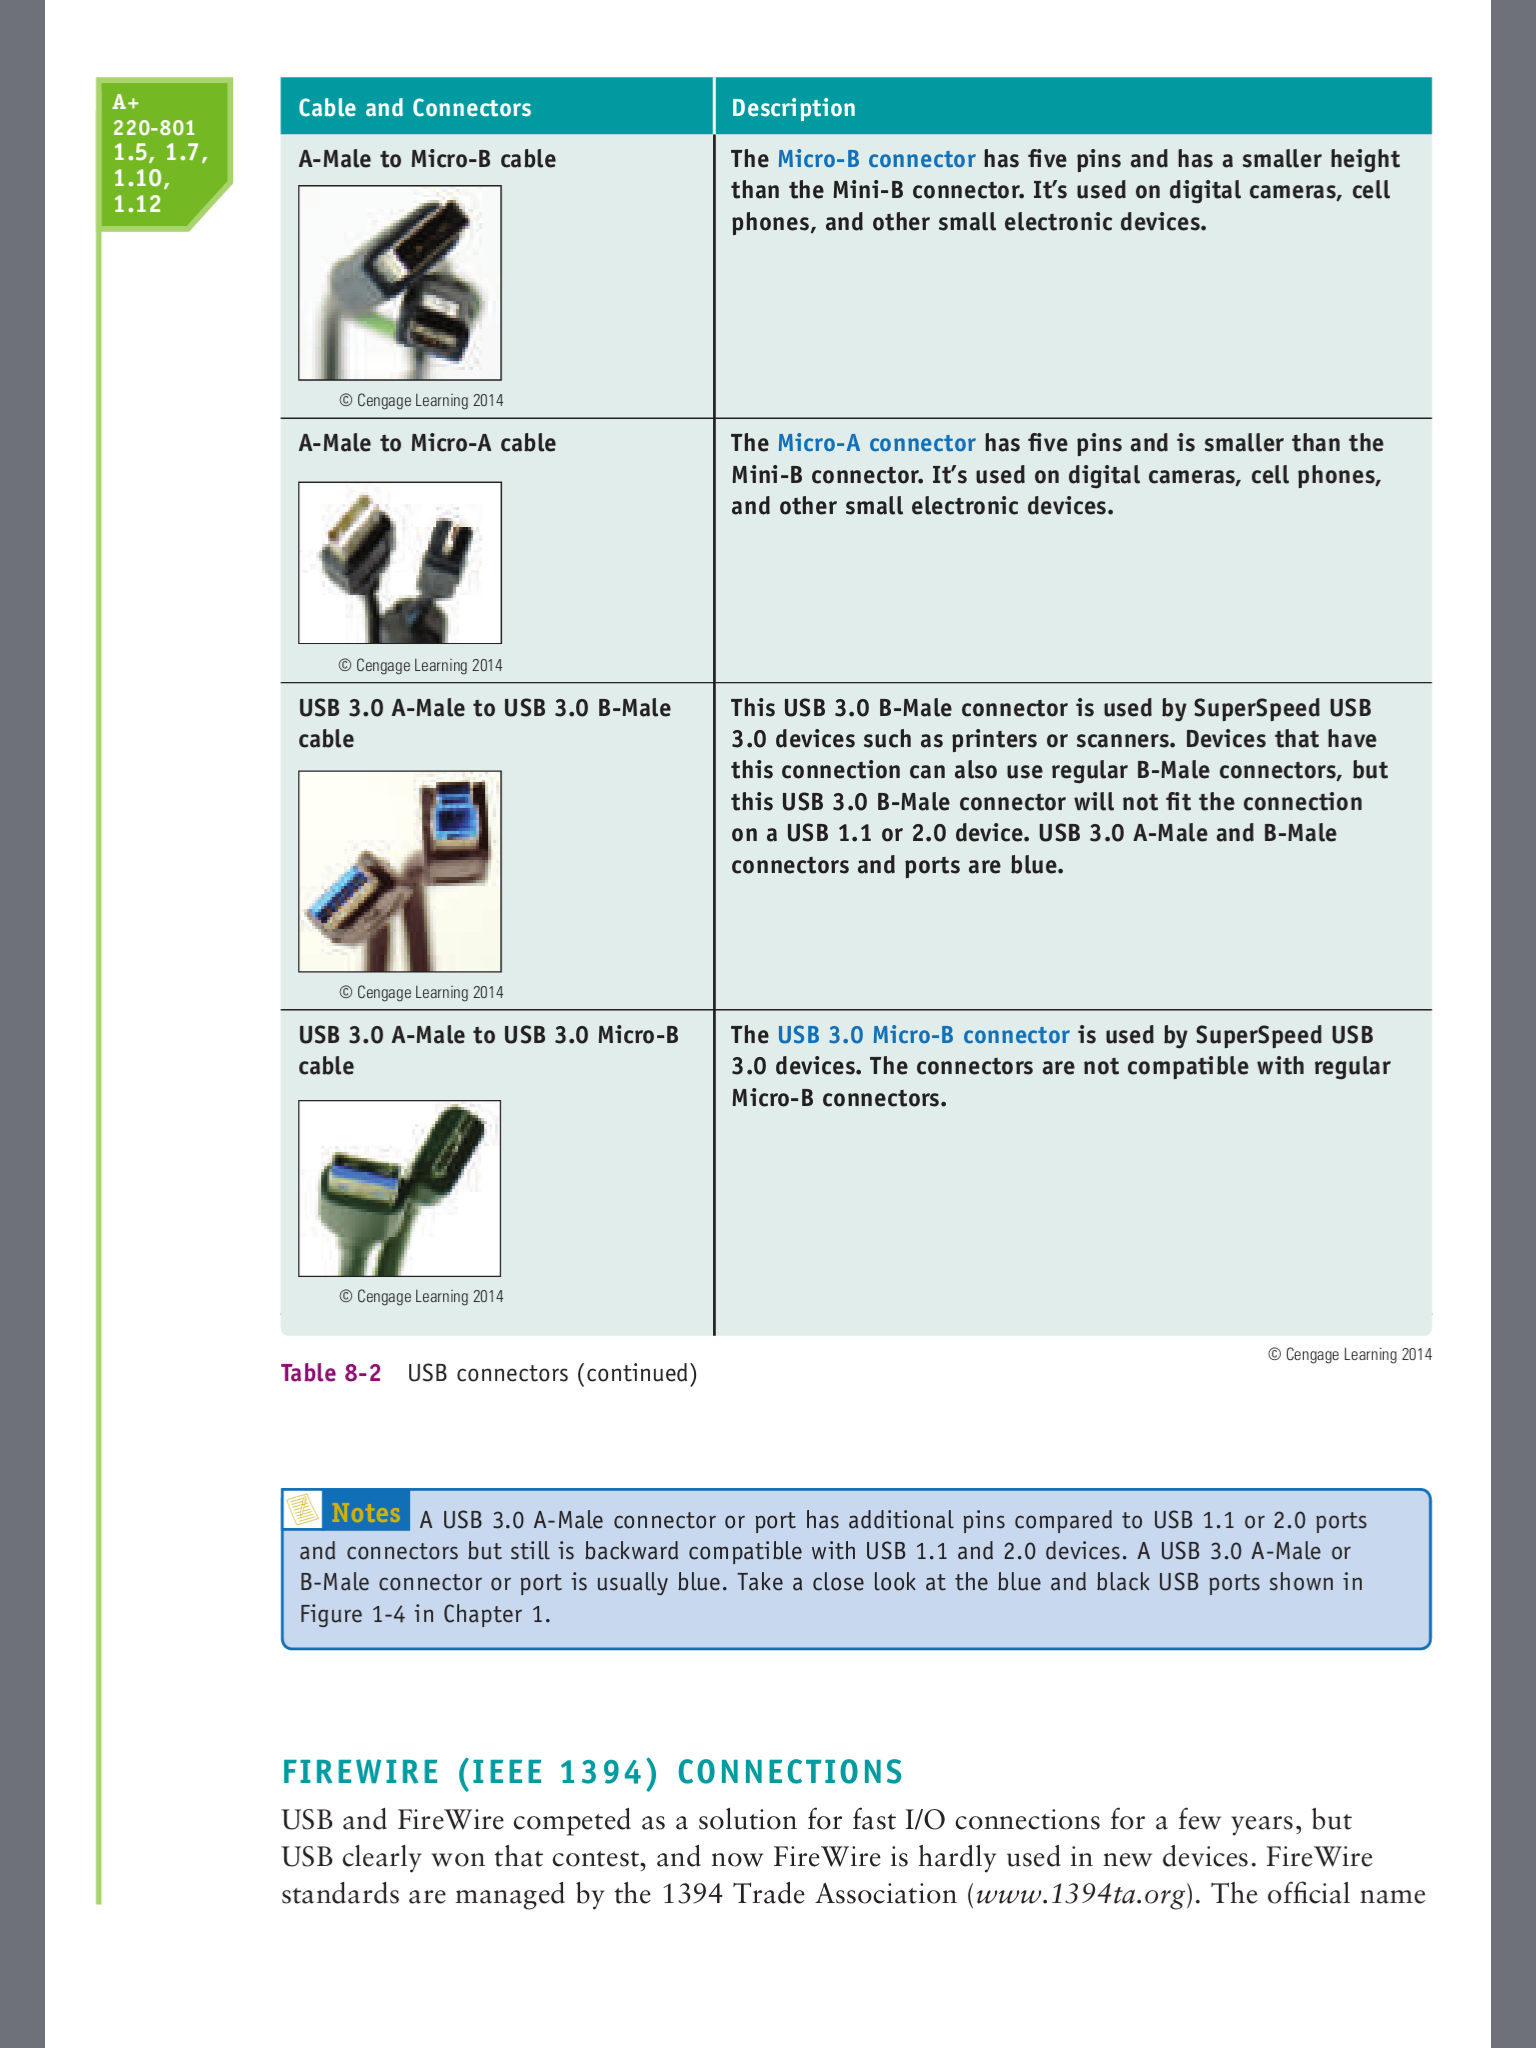 A+
220-801
1.5, 1.7,
1.10,
1.12
Cable and Connectors
Description
A-Male to Micro-B cable
© Cengage Learning 2014
The Micro-B connector has five pins and has a smaller height
than the Mini-B connector. It’s used on digital cameras, cell
phones, and other small electronic devices.
A-Male to Micro-A cable
© Cengage Learning 2014
The Micro-A connector has five pins and is smaller than the
Mini-B connector. It’s used on digital cameras, cell phones,
and other small electronic devices.
USB 3.0 A-Male to USB 3.0 B-Male
cable
© Cengage Learning 2014
This USB 3.0 B-Male connector is used by SuperSpeed USB
3.0 devices such as printers or scanners. Devices that have
this connection can also use regular B-Male connectors, but
this USB 3.0 B-Male connector will not fit the connection
on a USB 1.1 or 2.0 device. USB 3.0 A-Male and B-Male
connectors and ports are blue.
USB 3.0 A-Male to USB 3.0 Micro-B
cable
© Cengage Learning 2014
The USB 3.0 Micro-B connector is used by SuperSpeed USB
3.0 devices. The connectors are not compatible with regular
Micro-B connectors.
© Cengage Learning 2014
Table 8-2 USB connectors (continued)
Notes A USB 3.0 A-Male connector or port has additional pins compared to USB 1.1 or 2.0 ports
and connectors but still is backward compatible with USB 1.1 and 2.0 devices. A USB 3.0 A-Male or
B-Male connector or port is usually blue. Take a close look at the blue and black USB ports shown in
Figure 1-4 in Chapter 1.
FIREWIRE (IEEE 1394) CONNECTIONS
USB and FireWire competed as a solution for fast I/O connections for a few years, but
USB clearly won that contest, and now FireWire is hardly used in new devices. FireWire
standards are managed by the 1394 Trade Association (www.1394ta.org). The official name